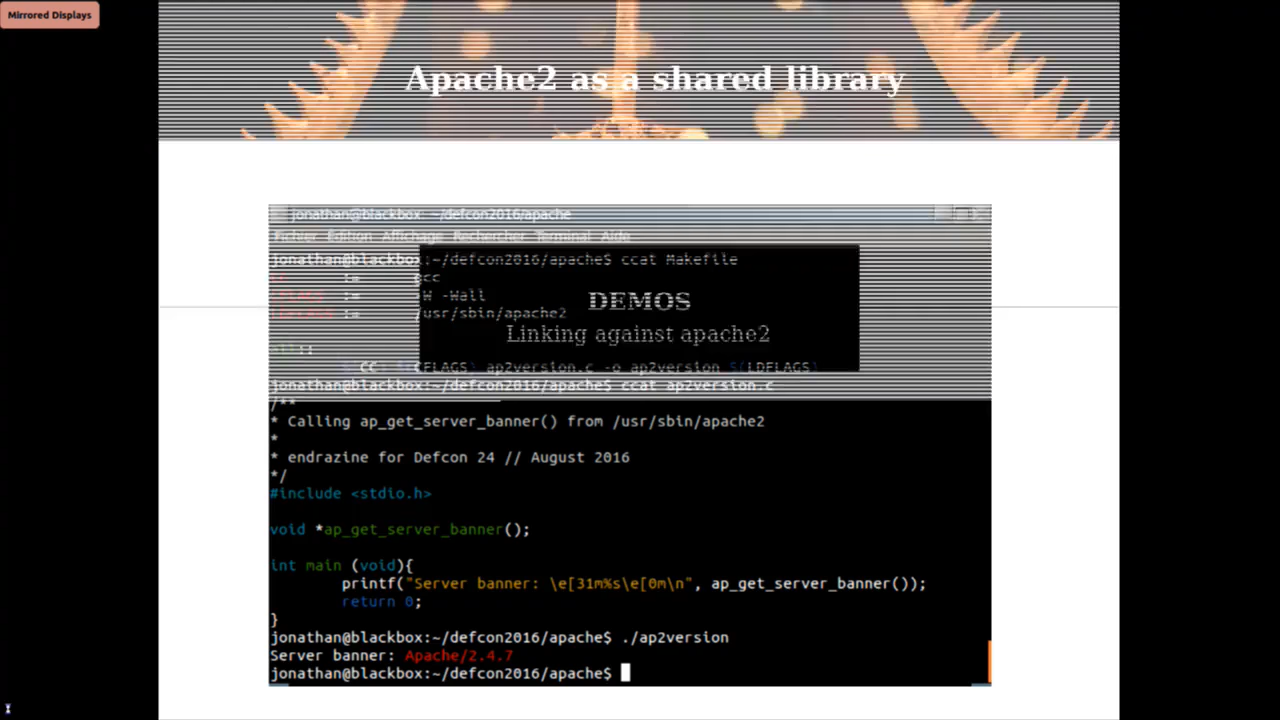 Mirrored Displays
Apache2 as a shared library
jonathan@blackbox: ~/defcon2016/apache
Fichier Édition Affichage Rechercher Terminal Aide
jonathan@blackbox:~/defcon2016/apache$ ccat Makefile
:= gcc
:= -W -Wall
DEMOS
:= /usr/sbin/apache2
Linking against apache2
all::
ap2version.c -o ap2version $(LDFLAGS)
jonathan@blackbox:~/defcon2016/apache$ ccat ap2version.c
/**
* Calling ap_get_server_banner() from /usr/sbin/apache2
*
* endrazine for Defcon 24 // August 2016
*/
#include <stdio.h>
void *ap_get_server_banner();
int main (void){
printf("Server banner: \e[31m%s\e[0m\n", ap_get_server_banner());
return 0;
}
jonathan@blackbox:~/defcon2016/apache$ ./ap2version
Server banner: Apache/2.4.7
jonathan@blackbox:~/defcon2016/apache$